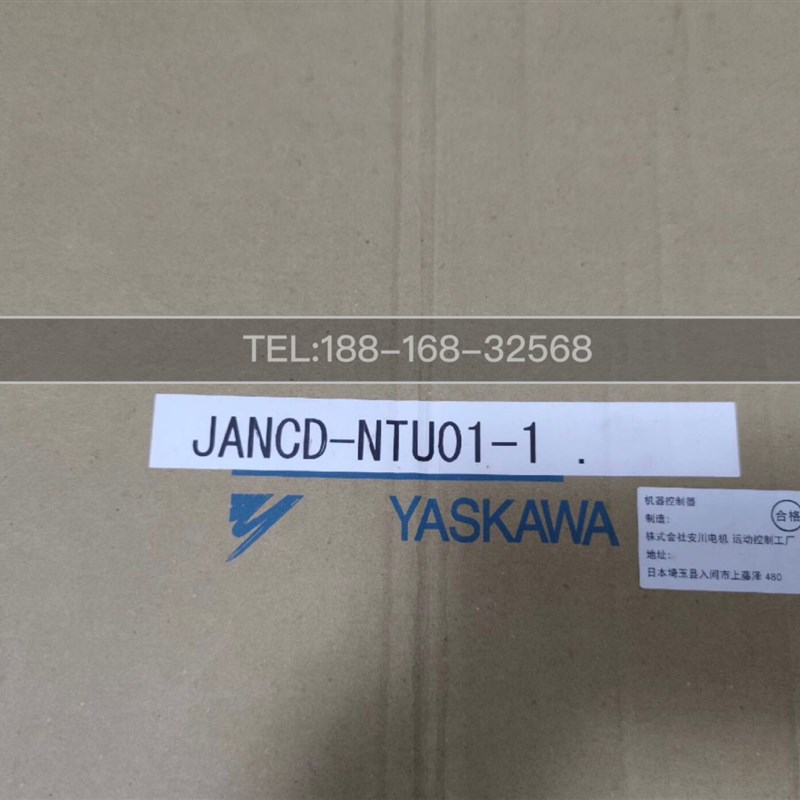 TEL:188-168-32568
JANCD-NTU01-1 .
YASKAWA
机器控制器
合格
制造:
株式会社安川电机 运动控制工厂
地址:
日本埼玉县入间市上藤泽 480